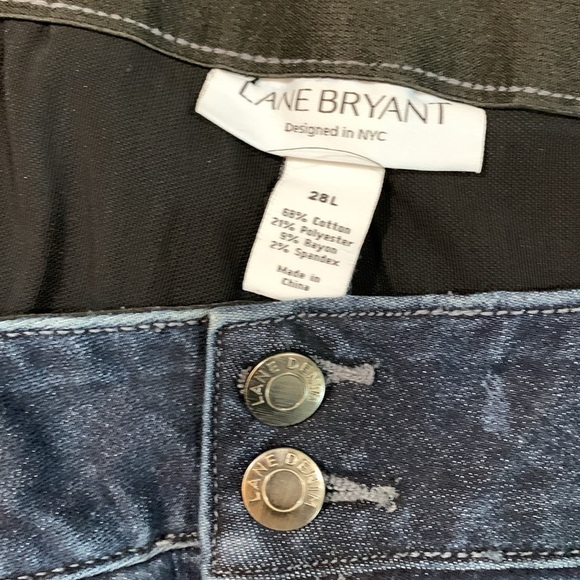 LANE BRYANT
Designed in NYC
28L
68% Cotton
21% Polyester
9% Rayon
2% Spandex
Made in
China
LANE DENIM
LANE DENIM